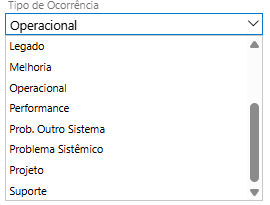 Tipo de Ocorrência
Operacional
Legado
Melhoria
Operacional
Performance
Prob. Outro Sistema
Problema Sistêmico
Projeto
Suporte